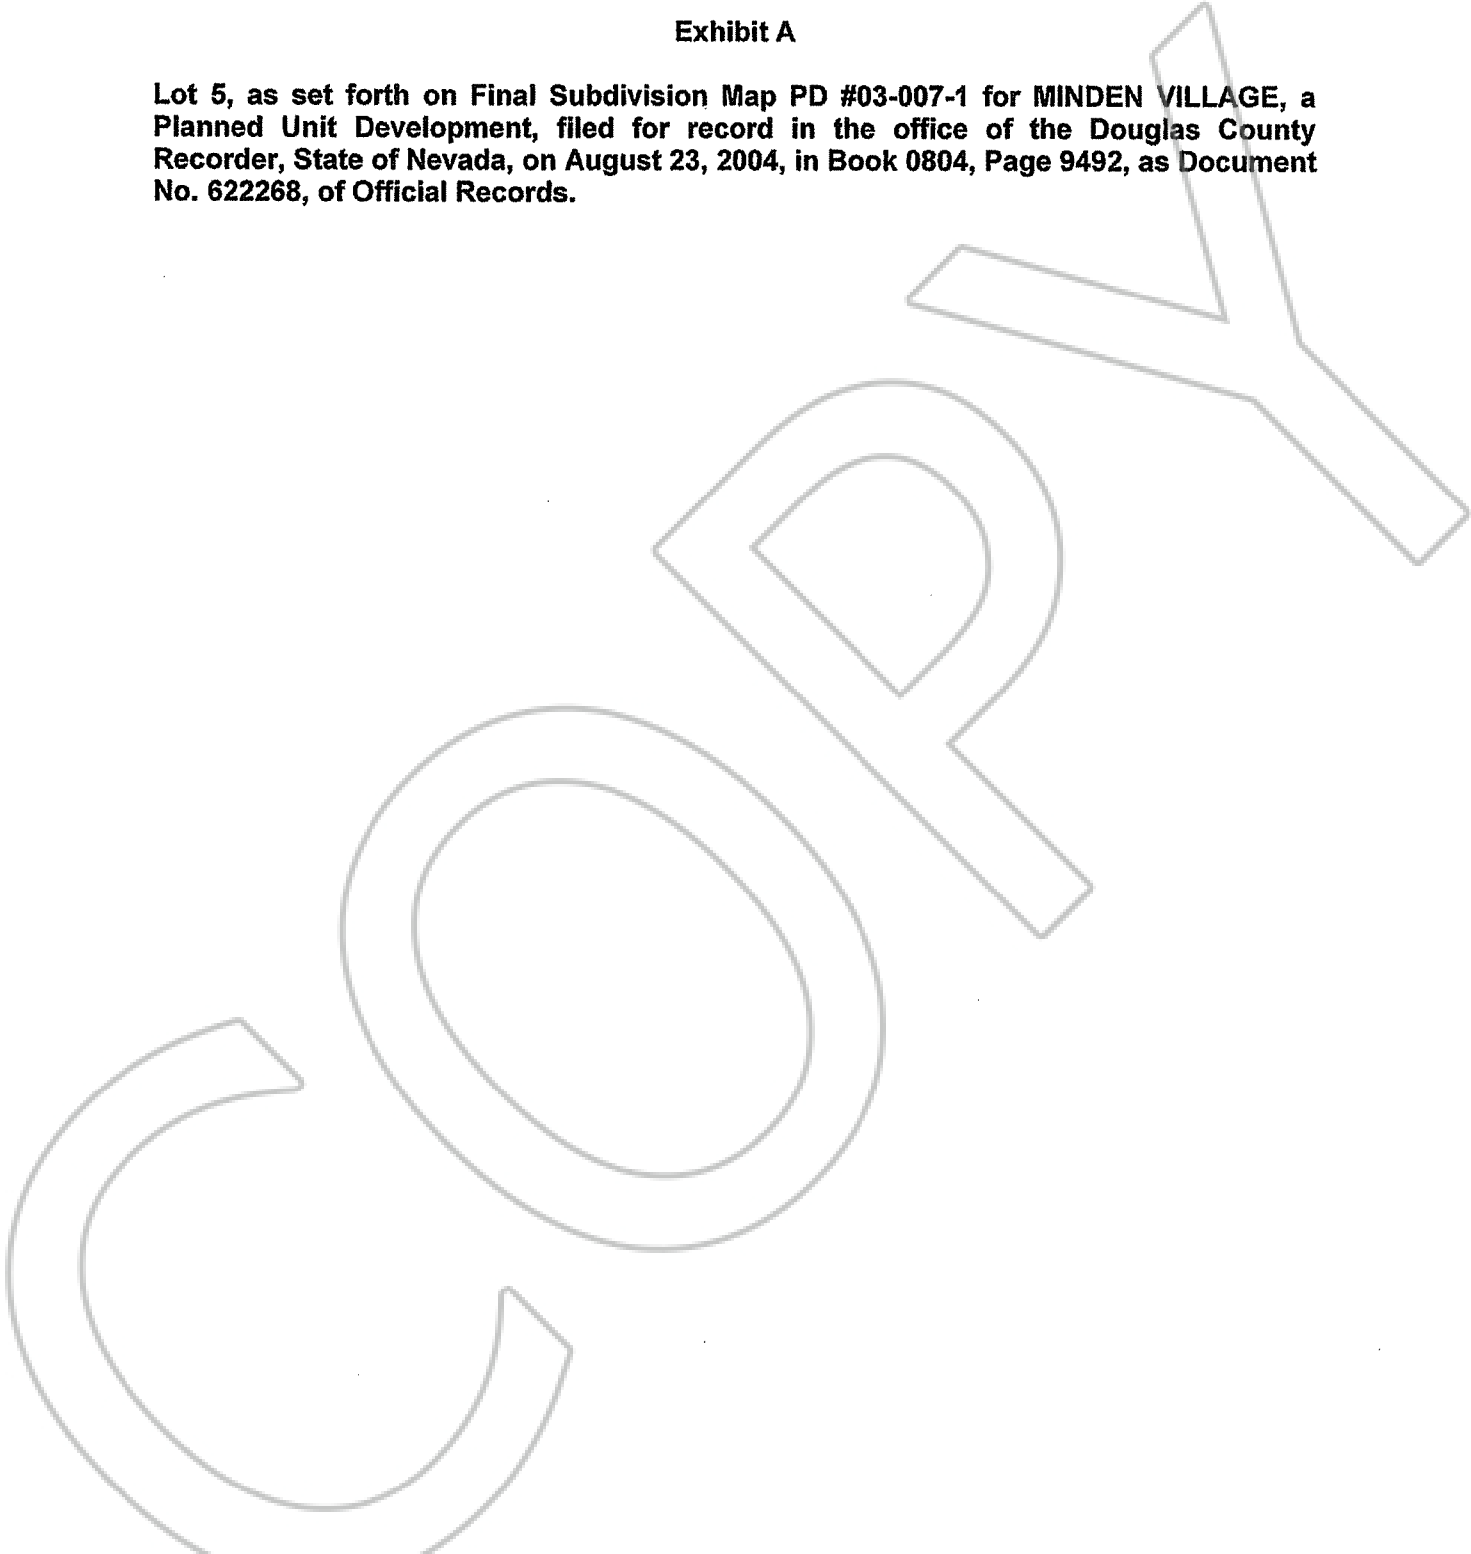 Exhibit A
Lot 5, as set forth on Final Subdivision Map PD #03-007-1 for MINDEN VILLAGE, a
Planned Unit Development, filed for record in the office of the Douglas County
Recorder, State of Nevada, on August 23, 2004, in Book 0804, Page 9492, as Document
No. 622268, of Official Records.
COPY